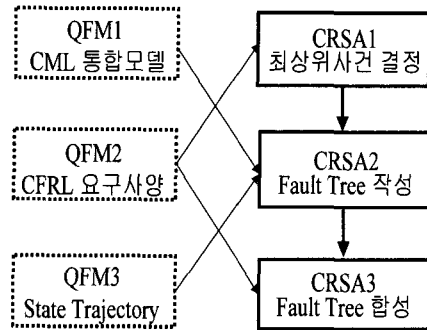 QFM1
CML 통합모델
CRSA1
최상위사건 결정
QFM2
CFRL 요구사양
CRSA2
Fault Tree 작성
QFM3
State Trajectory
CRSA3
Fault Tree 합성